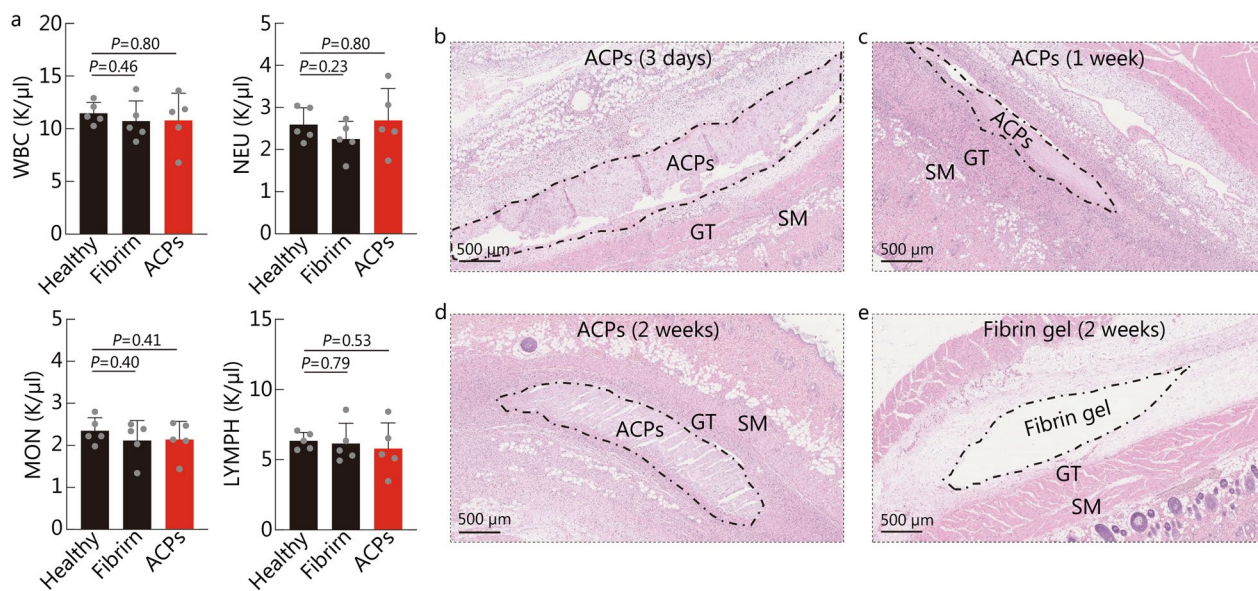 a
WBC (K/μl)
20
15
10
5
0
P=0.80
P=0.46
Healthy
Fibrirn
ACPs
NEU (K/μl)
5
4
3
2
1
0
P=0.80
P=0.23
Healthy
Fibrirn
ACPs
MON (K/μl)
5
4
3
2
1
0
P=0.41
P=0.40
Healthy
Fibrirn
ACPs
LYMPH (K/μl)
15
10
5
0
P=0.53
P=0.79
Healthy
Fibrirn
ACPs
b
ACPs (3 days)
ACPs
GT
SM
500 μm
c
ACPs (1 week)
ACPs
GT
SM
500 μm
d
ACPs (2 weeks)
ACPs
GT
SM
500 μm
e
Fibrin gel (2 weeks)
Fibrin gel
GT
SM
500 μm